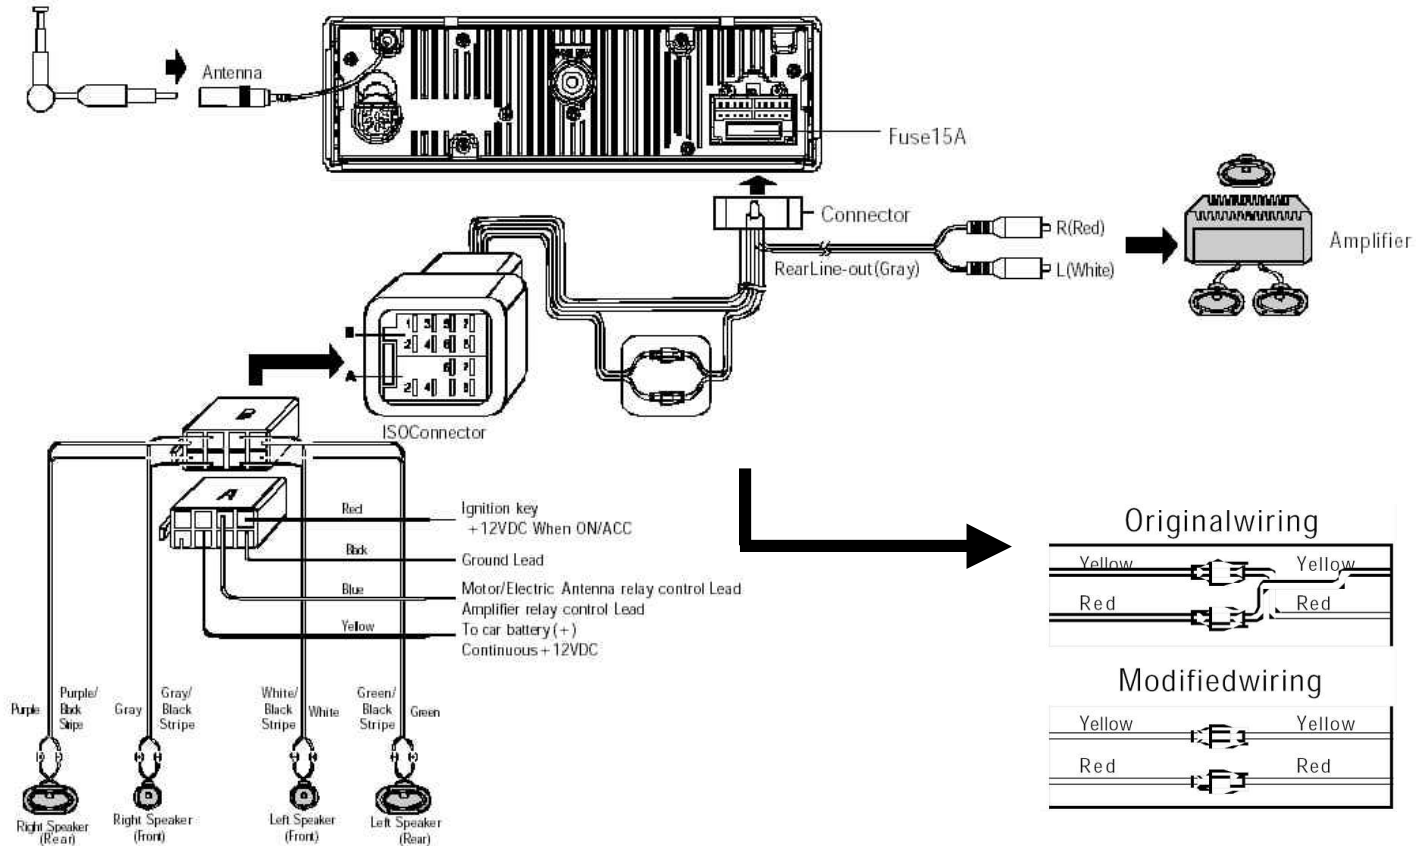 Antenna
Fuse15A
Connector
R(Red)
Amplifier
RearLine-out(Gray)
L(White)
1 3 5 7
B
2 4 6 8
7
A
2 4 8
ISOConnector
B
A
Red
Ignition key
+12VDC When ON/ACC
Black
Ground Lead
Blue
Motor/Electric Antenna relay control Lead
Amplifier relay control Lead
Yellow
To car battery(+)
Continuous+12VDC
Originalwiring
Yellow Yellow
Red Red
Modifiedwiring
Yellow Yellow
Red Red
Purple
Purple/
Black
Stripe
Gray
Gray/
Black
Stripe
White/
Black
Stripe
White
Green/
Black
Stripe
Green
Right Speaker
(Rear)
Right Speaker
(Front)
Left Speaker
(Front)
Left Speaker
(Rear)